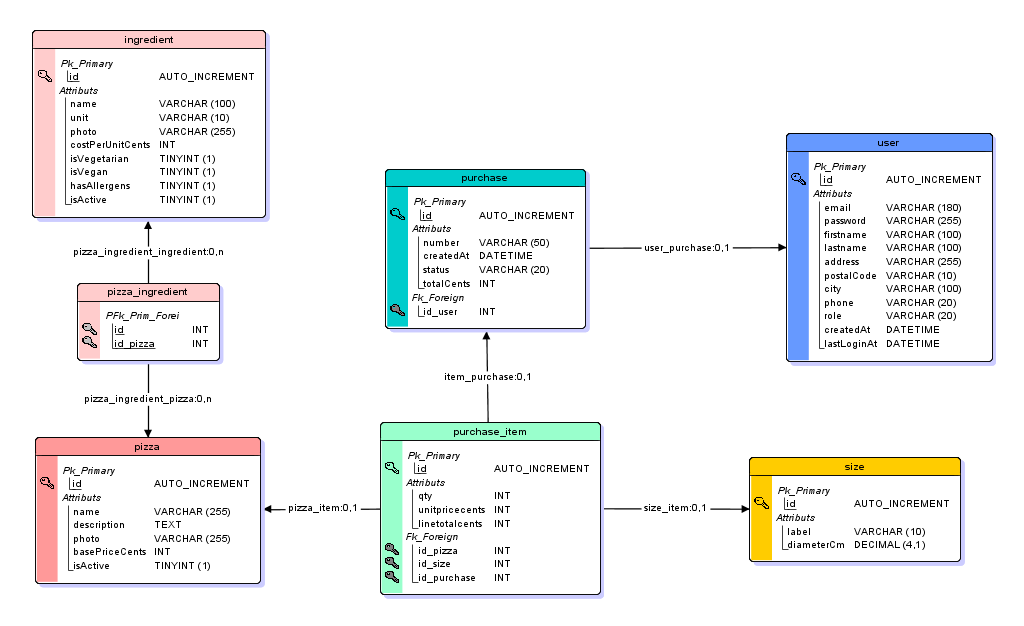 ingredient
Pk_Primary
id AUTO_INCREMENT
Attributs
name VARCHAR (100)
unit VARCHAR (10)
photo VARCHAR (255)
costPerUnitCents INT
isVegetarian TINYINT (1)
isVegan TINYINT (1)
hasAllergens TINYINT (1)
isActive TINYINT (1)
pizza_ingredient_ingredient:0,n
pizza_ingredient
PFk_Prim_Forei
id INT
id_pizza INT
pizza_ingredient_pizza:0,n
pizza
Pk_Primary
id AUTO_INCREMENT
Attributs
name VARCHAR (255)
description TEXT
photo VARCHAR (255)
basePriceCents INT
isActive TINYINT (1)
purchase
Pk_Primary
id AUTO_INCREMENT
Attributs
number VARCHAR (50)
createdAt DATETIME
status VARCHAR (20)
totalCents INT
Fk_Foreign
id_user INT
user_purchase:0,1
user
Pk_Primary
id AUTO_INCREMENT
Attributs
email VARCHAR (180)
password VARCHAR (255)
firstname VARCHAR (100)
lastname VARCHAR (100)
address VARCHAR (255)
postalCode VARCHAR (10)
city VARCHAR (100)
phone VARCHAR (20)
role VARCHAR (20)
createdAt DATETIME
lastLoginAt DATETIME
item_purchase:0,1
purchase_item
Pk_Primary
id AUTO_INCREMENT
Attributs
qty INT
unitpricecents INT
linetotalcents INT
Fk_Foreign
id_pizza INT
id_size INT
id_purchase INT
pizza_item:0,1
size_item:0,1
size
Pk_Primary
id AUTO_INCREMENT
Attributs
label VARCHAR (10)
diameterCm DECIMAL (4,1)